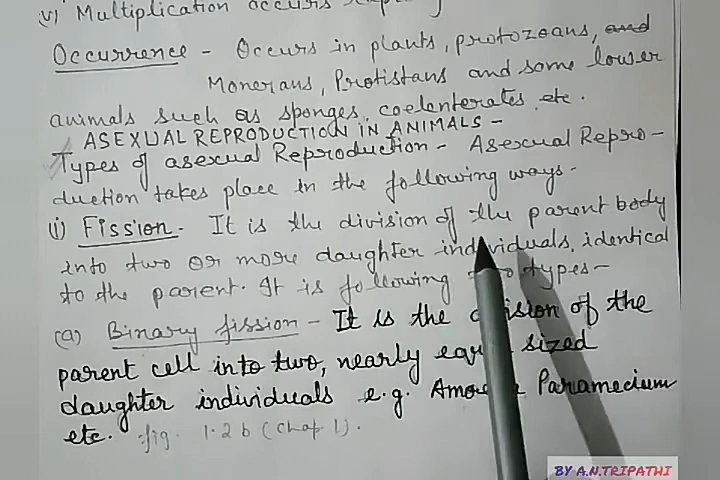 (v) Multiplication occurs rapidly
Occurrence - Occurs in plants, protozoans, and
Monerans, Protistans and some lower
animals such as sponges, coelenterates, etc.
ASEXUAL REPRODUCTION IN ANIMALS -
Types of asexual Reproduction - Asexual Repro-
duction takes place in the following ways -
(i) Fission - It is the division of the parent body
into two or more daughter individuals, identical
to the parent. It is following types -
(a) Binary fission - It is the division of the
parent cell into two, nearly equal sized
daughter individuals e.g. Amoeba Paramecium
etc. fig. 1.2 b (Chap 1).
BY A.N.TRIPATHI